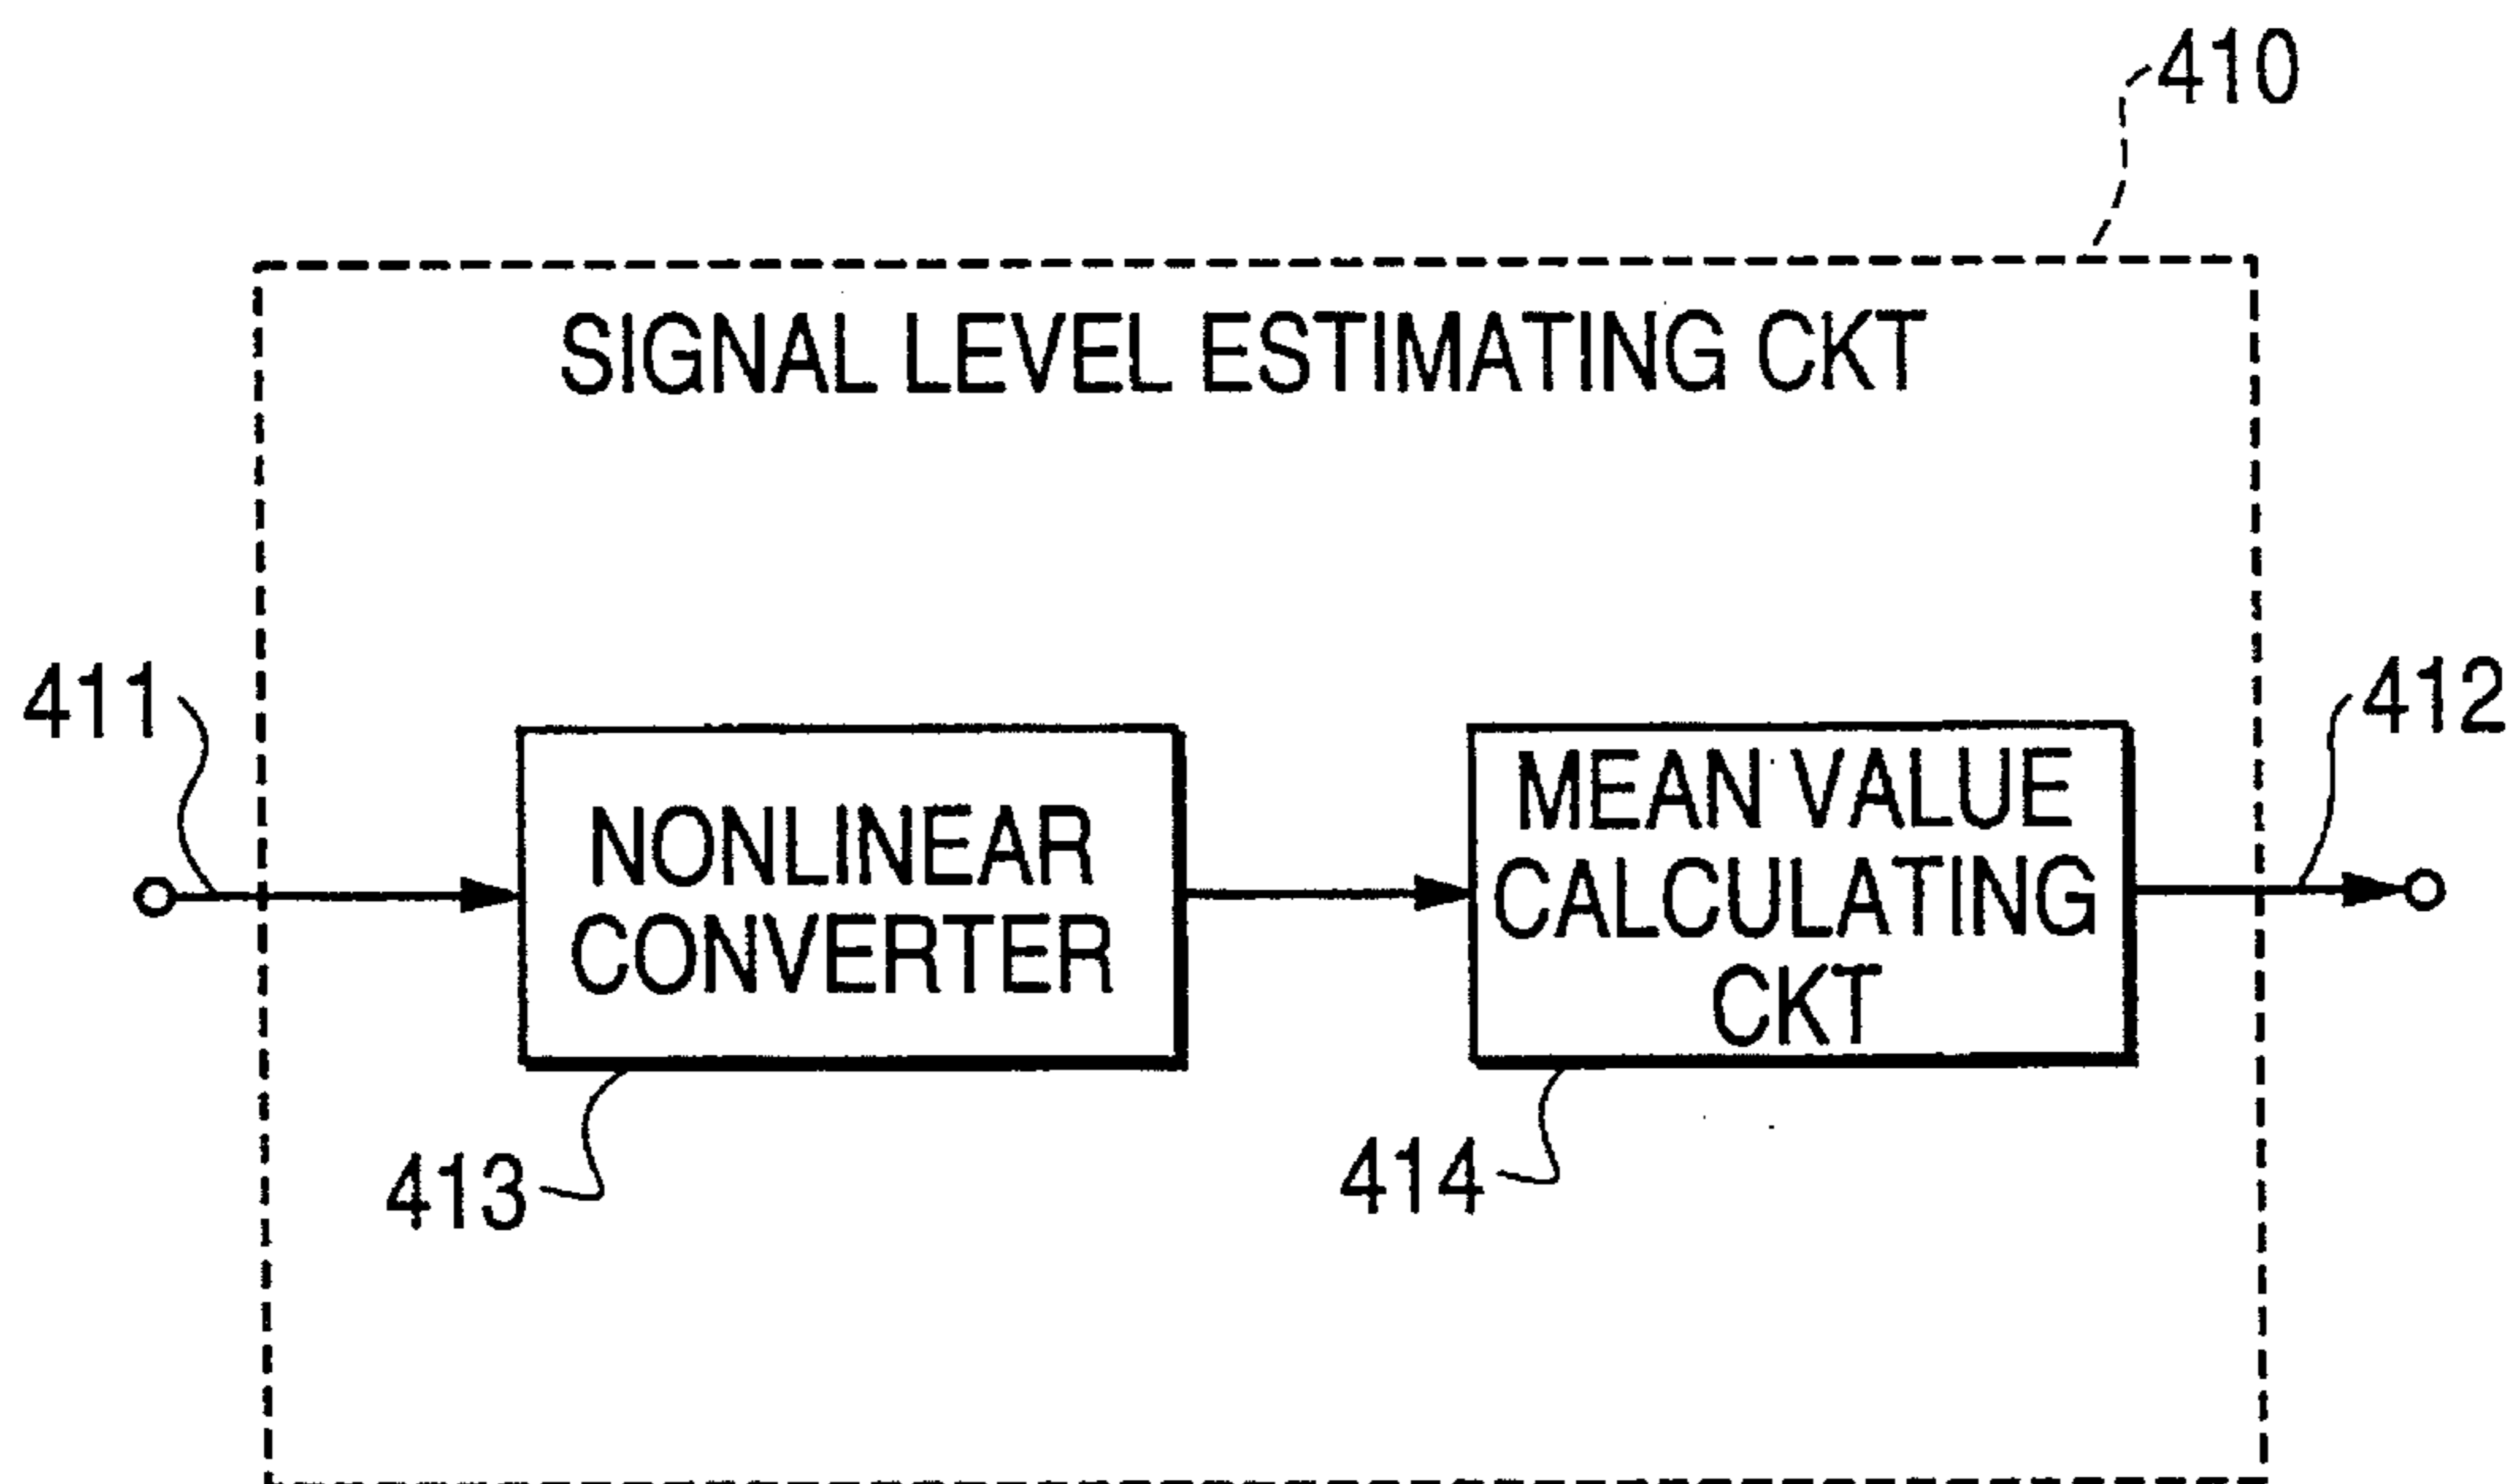 410
SIGNAL LEVEL ESTIMATING CKT
411
412
NONLINEAR
CONVERTER
MEAN VALUE
CALCULATING
CKT
413
414